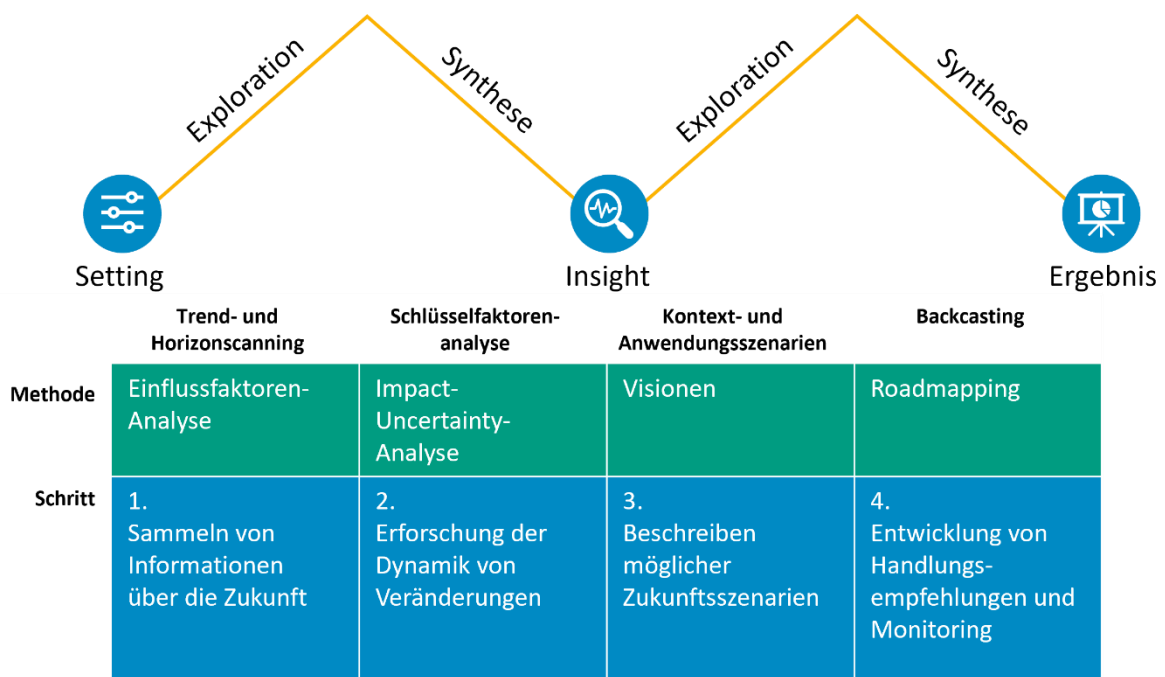 Exploration
Synthese
Exploration
Synthese
Setting
Insight
Ergebnis
Trend- und
Horizonscanning
Schlüsselfaktoren-
analyse
Kontext- und
Anwendungsszenarien
Backcasting
Methode
Einflussfaktoren-
Analyse
Impact-
Uncertainty-
Analyse
Visionen
Roadmapping
Schritt
1.
Sammeln von
Informationen
über die Zukunft
2.
Erforschung der
Dynamik von
Veränderungen
3.
Beschreiben
möglicher
Zukunftsszenarien
4.
Entwicklung von
Handlungs-
empfehlungen und
Monitoring